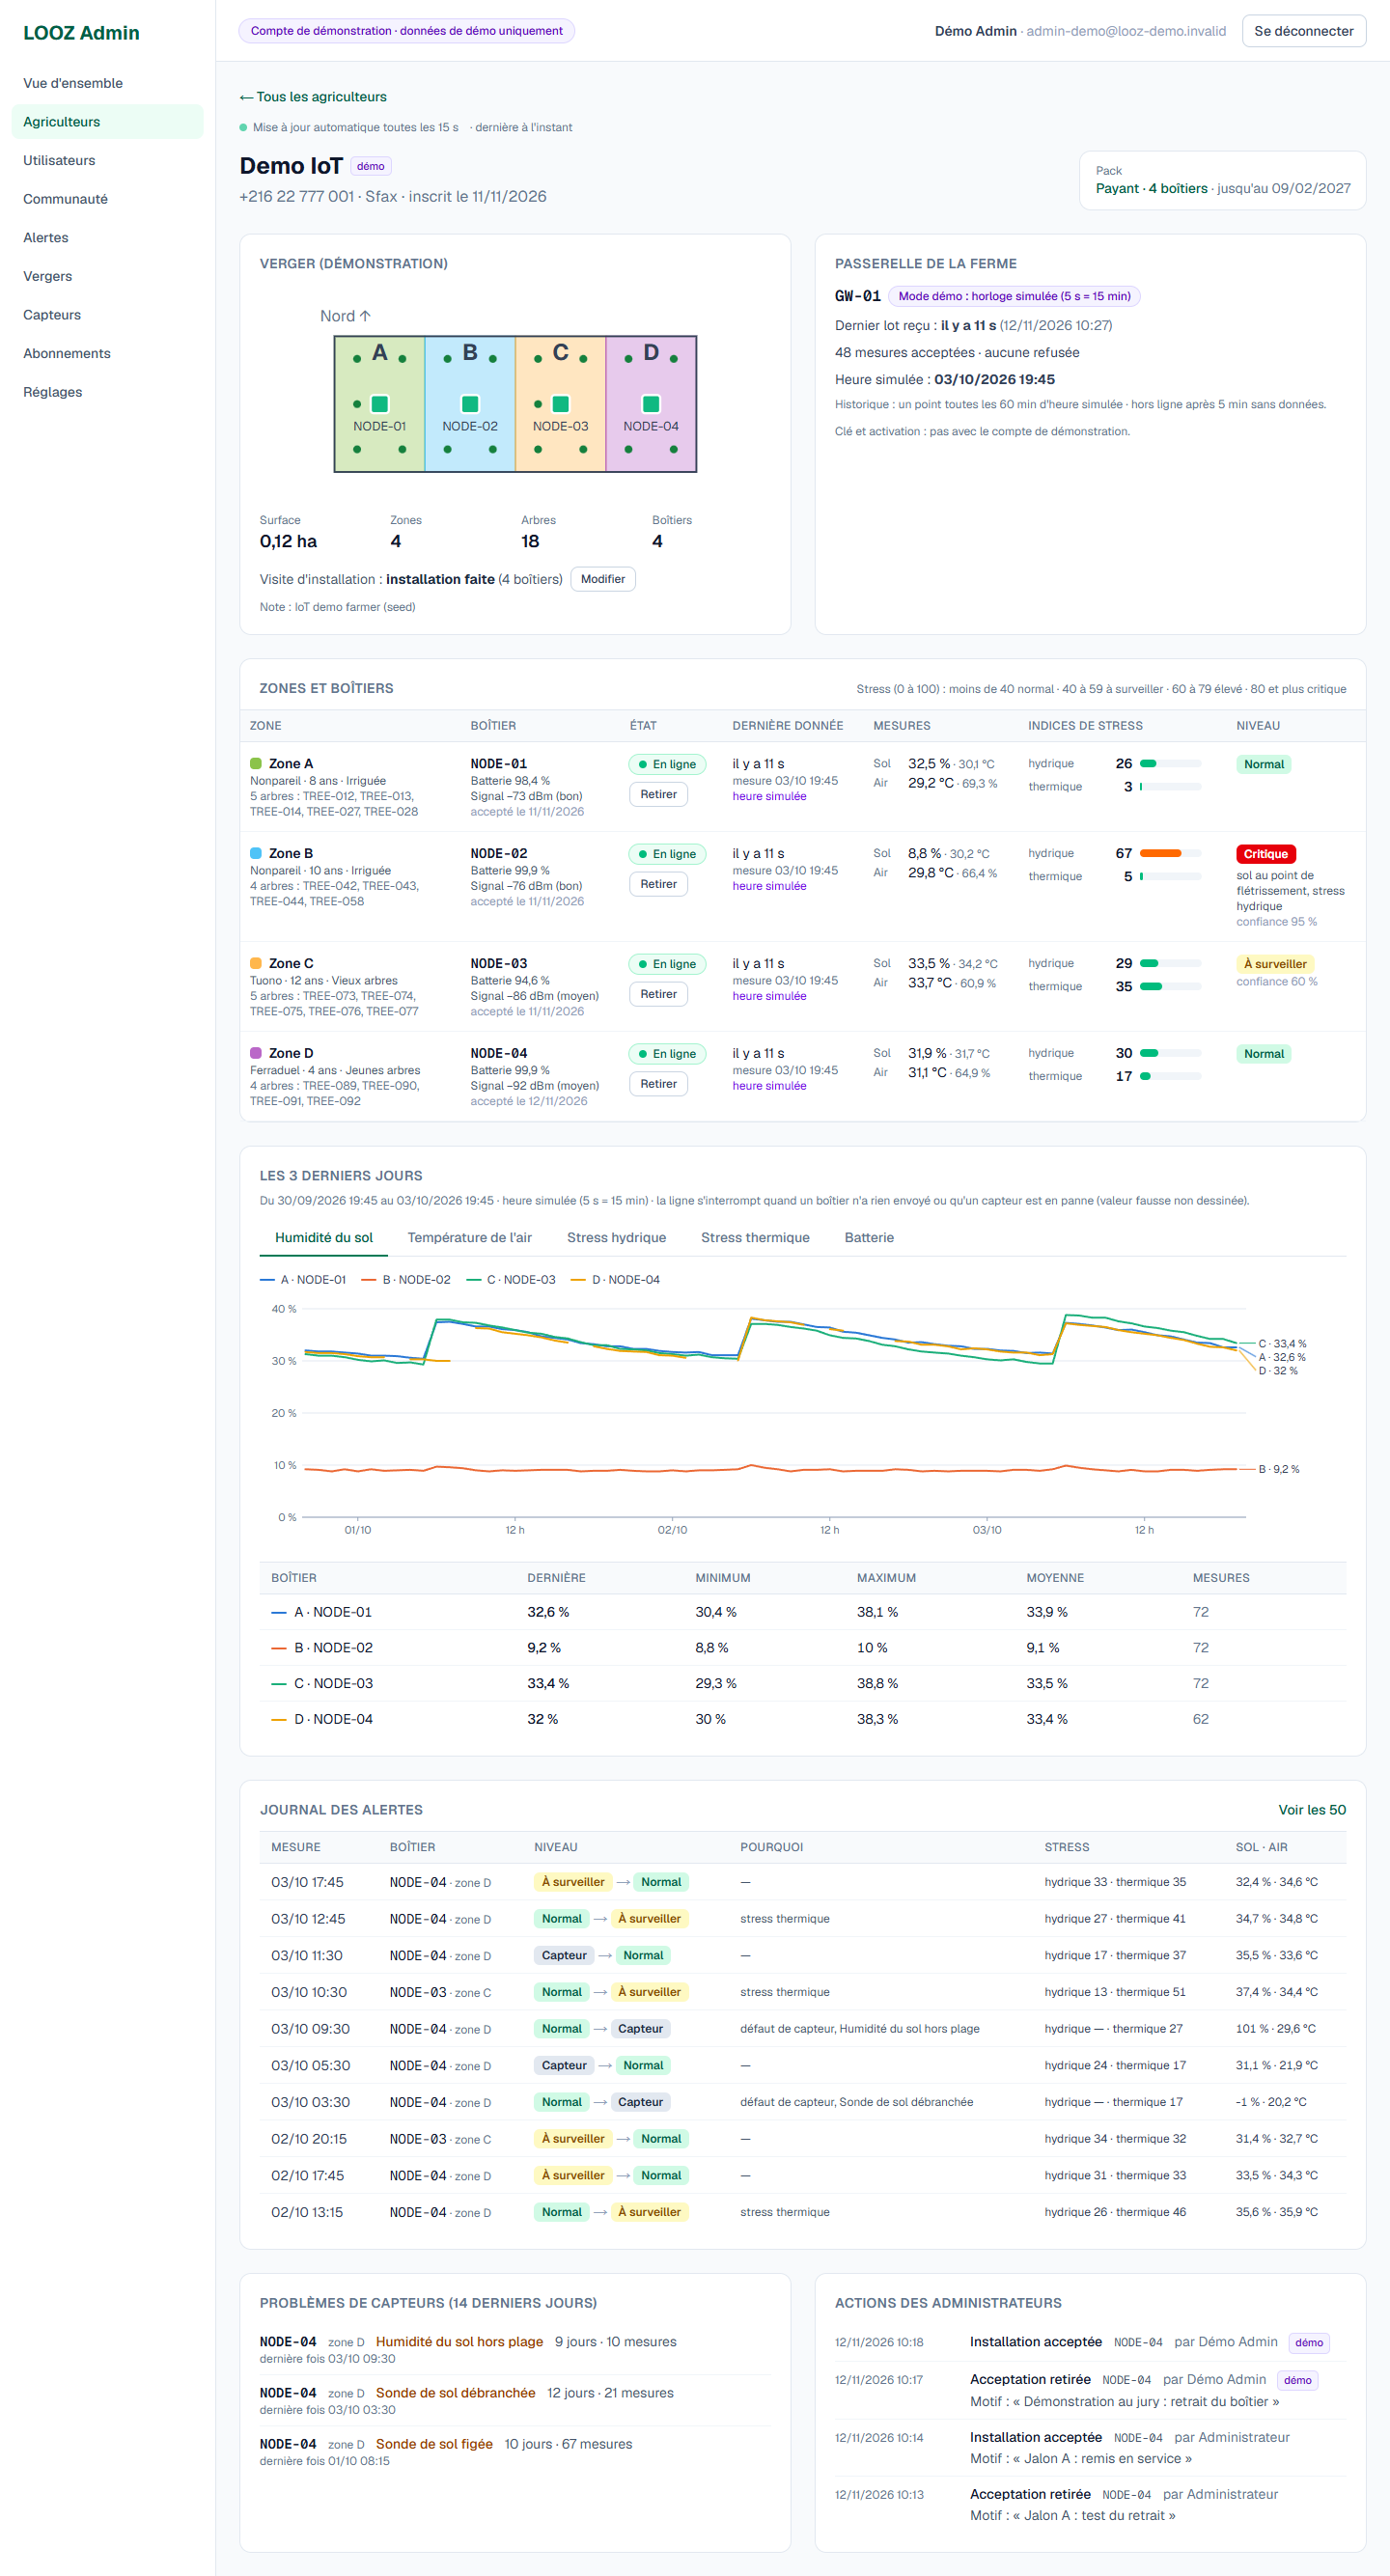 LOOZ Admin
Vue d'ensemble
Agriculteurs
Utilisateurs
Communauté
Alertes
Vergers
Capteurs
Abonnements
Réglages
Compte de démonstration · données de démo uniquement
Démo Admin · admin-demo@looz-demo.invalid
Se déconnecter
← Tous les agriculteurs
Mise à jour automatique toutes les 15 s · dernière à l'instant
Demo IoT démo
+216 22 777 001 · Sfax · inscrit le 11/11/2026
Pack
Payant · 4 boîtiers · jusqu'au 09/02/2027
VERGER (DÉMONSTRATION)
Nord ↑
A B C D
NODE-01 NODE-02 NODE-03 NODE-04
Surface Zones Arbres Boîtiers
0,12 ha 4 18 4
Visite d'installation : installation faite (4 boîtiers) Modifier
Note : IoT demo farmer (seed)
PASSERELLE DE LA FERME
GW-01 Mode démo : horloge simulée (5 s = 15 min)
Dernier lot reçu : il y a 11 s (12/11/2026 10:27)
48 mesures acceptées · aucune refusée
Heure simulée : 03/10/2026 19:45
Historique : un point toutes les 60 min d'heure simulée · hors ligne après 5 min sans données.
Clé et activation : pas avec le compte de démonstration.
ZONES ET BOÎTIERS
Stress (0 à 100) : moins de 40 normal · 40 à 59 à surveiller · 60 à 79 élevé · 80 et plus critique
ZONE BOÎTIER ÉTAT DERNIÈRE DONNÉE MESURES INDICES DE STRESS NIVEAU
Zone A NODE-01 En ligne il y a 11 s Sol 32,5 % · 30,1 °C hydrique 26 Normal
Nonpareil · 8 ans · Irriguée Batterie 98,4 % mesure 03/10 19:45 Air 29,2 °C · 69,3 % thermique 3
5 arbres : TREE-012, TREE-013, Signal −73 dBm (bon) Retirer heure simulée
TREE-014, TREE-027, TREE-028 accepté le 11/11/2026
Zone B NODE-02 En ligne il y a 11 s Sol 8,8 % · 30,2 °C hydrique 67 Critique
Nonpareil · 10 ans · Irriguée Batterie 99,9 % mesure 03/10 19:45 Air 29,8 °C · 66,4 % thermique 5 sol au point de
4 arbres : TREE-042, TREE-043, Signal −76 dBm (bon) Retirer heure simulée flétrissement, stress
TREE-044, TREE-058 accepté le 11/11/2026 hydrique
confiance 95 %
Zone C NODE-03 En ligne il y a 11 s Sol 33,5 % · 34,2 °C hydrique 29 À surveiller
Tuono · 12 ans · Vieux arbres Batterie 94,6 % mesure 03/10 19:45 Air 33,7 °C · 60,9 % thermique 35 confiance 60 %
5 arbres : TREE-073, TREE-074, Signal −86 dBm (moyen) Retirer heure simulée
TREE-075, TREE-076, TREE-077 accepté le 11/11/2026
Zone D NODE-04 En ligne il y a 11 s Sol 31,9 % · 31,7 °C hydrique 30 Normal
Ferraduel · 4 ans · Jeunes arbres Batterie 99,9 % mesure 03/10 19:45 Air 31,1 °C · 64,9 % thermique 17
4 arbres : TREE-089, TREE-090, Signal −92 dBm (moyen) Retirer heure simulée
TREE-091, TREE-092 accepté le 12/11/2026
LES 3 DERNIERS JOURS
Du 30/09/2026 19:45 au 03/10/2026 19:45 · heure simulée (5 s = 15 min) · la ligne s'interrompt quand un boîtier n'a rien envoyé ou qu'un capteur est en panne (valeur fausse non dessinée).
Humidité du sol Température de l'air Stress hydrique Stress thermique Batterie
A · NODE-01 B · NODE-02 C · NODE-03 D · NODE-04
40 %
30 %
20 %
10 %
0 %
C · 33,4 %
A · 32,6 %
D · 32 %
B · 9,2 %
01/10 12 h 02/10 12 h 03/10 12 h
BOÎTIER DERNIÈRE MINIMUM MAXIMUM MOYENNE MESURES
A · NODE-01 32,6 % 30,4 % 38,1 % 33,9 % 72
B · NODE-02 9,2 % 8,8 % 10 % 9,1 % 72
C · NODE-03 33,4 % 29,3 % 38,8 % 33,5 % 72
D · NODE-04 32 % 30 % 38,3 % 33,4 % 62
JOURNAL DES ALERTES
Voir les 50
MESURE BOÎTIER NIVEAU POURQUOI STRESS SOL · AIR
03/10 17:45 NODE-04 · zone D À surveiller → Normal — hydrique 33 · thermique 35 32,4 % · 34,6 °C
03/10 12:45 NODE-04 · zone D Normal → À surveiller stress thermique hydrique 27 · thermique 41 34,7 % · 34,8 °C
03/10 11:30 NODE-04 · zone D Capteur → Normal — hydrique 17 · thermique 37 35,5 % · 33,6 °C
03/10 10:30 NODE-03 · zone C Normal → À surveiller stress thermique hydrique 13 · thermique 51 37,4 % · 34,4 °C
03/10 09:30 NODE-04 · zone D Normal → Capteur défaut de capteur, Humidité du sol hors plage hydrique — · thermique 27 101 % · 29,6 °C
03/10 05:30 NODE-04 · zone D Capteur → Normal — hydrique 24 · thermique 17 31,1 % · 21,9 °C
03/10 03:30 NODE-04 · zone D Normal → Capteur défaut de capteur, Sonde de sol débranchée hydrique — · thermique 17 -1 % · 20,2 °C
02/10 20:15 NODE-03 · zone C À surveiller → Normal — hydrique 34 · thermique 32 31,4 % · 32,7 °C
02/10 17:45 NODE-04 · zone D À surveiller → Normal — hydrique 31 · thermique 33 33,5 % · 34,3 °C
02/10 13:15 NODE-04 · zone D Normal → À surveiller stress thermique hydrique 26 · thermique 46 35,6 % · 35,9 °C
PROBLÈMES DE CAPTEURS (14 DERNIERS JOURS)
NODE-04 zone D Humidité du sol hors plage 9 jours · 10 mesures
dernière fois 03/10 09:30
NODE-04 zone D Sonde de sol débranchée 12 jours · 21 mesures
dernière fois 03/10 03:30
NODE-04 zone D Sonde de sol figée 10 jours · 67 mesures
dernière fois 01/10 08:15
ACTIONS DES ADMINISTRATEURS
12/11/2026 10:18 Installation acceptée NODE-04 par Démo Admin démo
12/11/2026 10:17 Acceptation retirée NODE-04 par Démo Admin démo
Motif : « Démonstration au jury : retrait du boîtier »
12/11/2026 10:14 Installation acceptée NODE-04 par Administrateur
Motif : « Jalon A : remis en service »
12/11/2026 10:13 Acceptation retirée NODE-04 par Administrateur
Motif : « Jalon A : test du retrait »